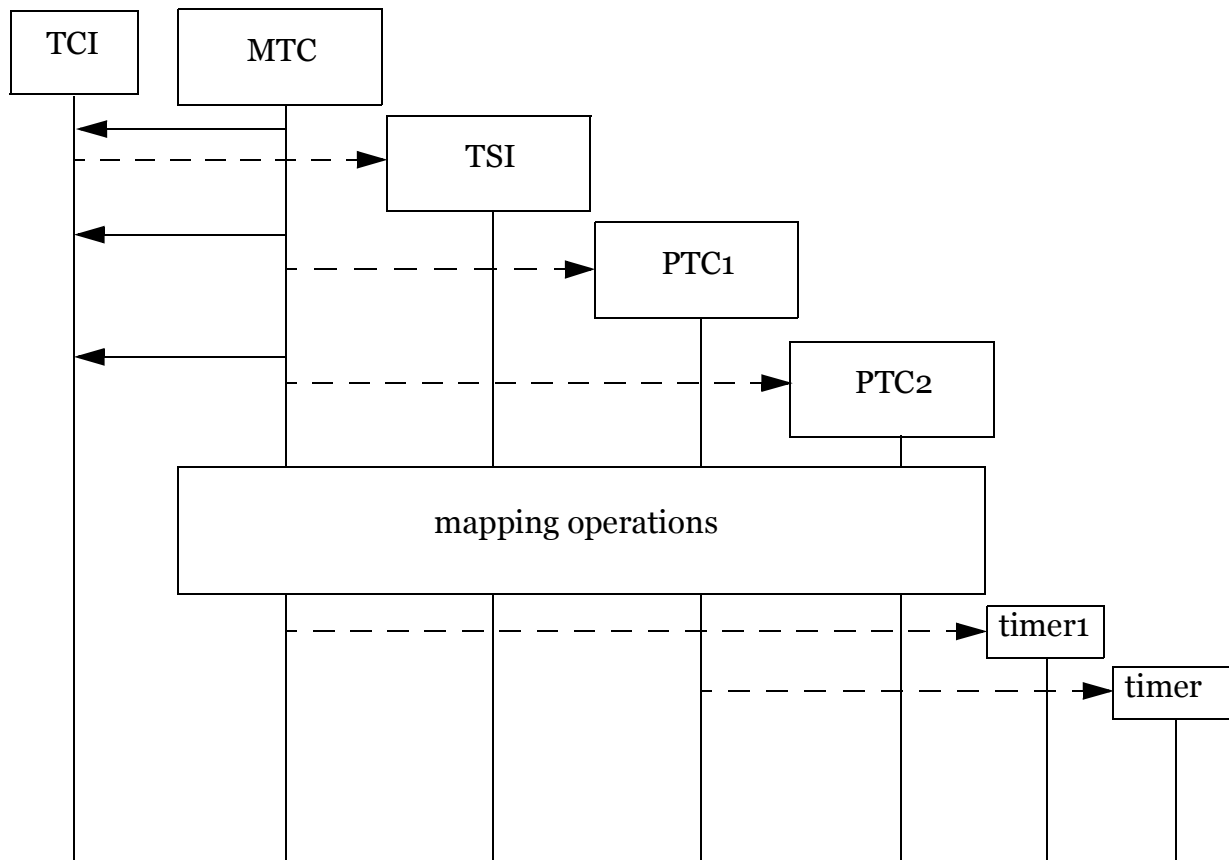 TCI
MTC
TSI
PTC1
PTC2
mapping operations
timer1
timer